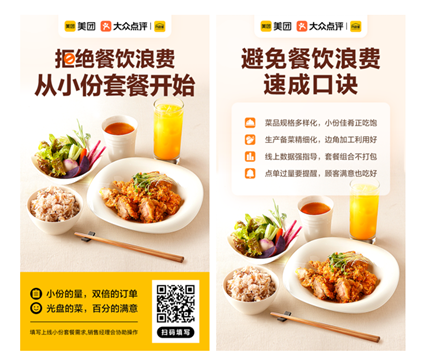 美团 美团
大众点评
拒绝餐饮浪费
从小份套餐开始
小份的量，双倍的订单
光盘的菜，百分的满意
填写上线小份套餐需求,销售经理会协助操作
扫码填写
美团 美团
大众点评
避免餐饮浪费
速成口诀
菜品规格多样化，小份佳肴正吃饱
生产备菜精细化，边角加工利用好
线上数据强指导，套餐组合不打包
点单过量要提醒，顾客满意也吃好